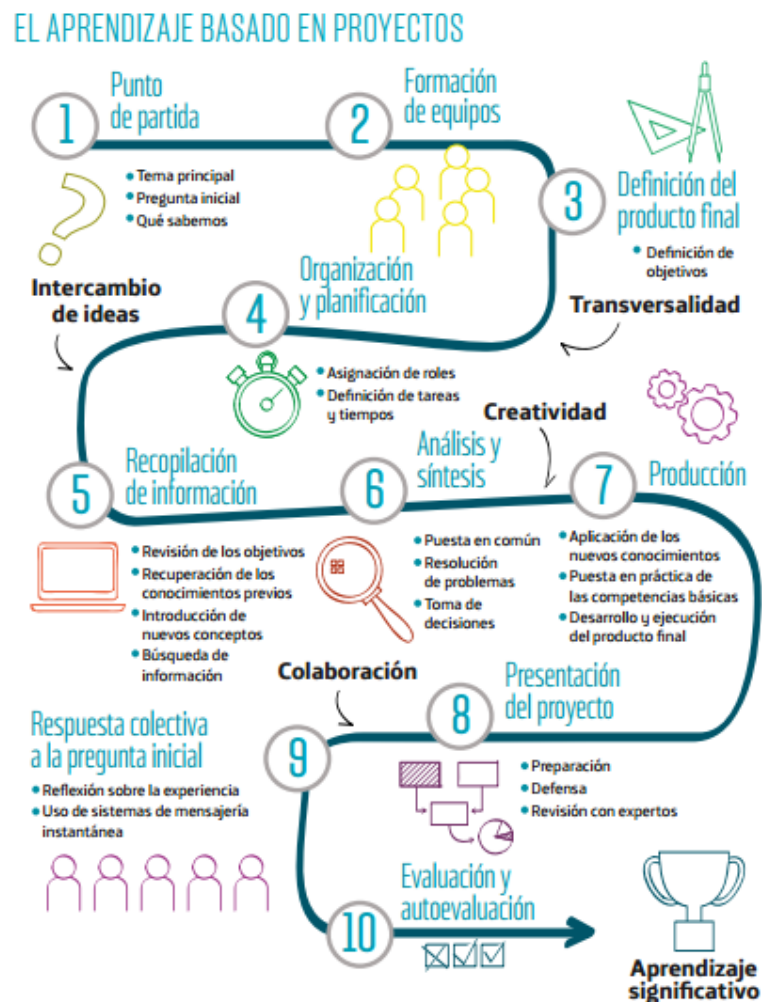 EL APRENDIZAJE BASADO EN PROYECTOS
1
Punto
de partida
• Tema principal
• Pregunta inicial
• Qué sabemos
2
Formación
de equipos
3
Definición del
producto final
• Definición de
objetivos
Transversalidad
4
Organización
y planificación
• Asignación de roles
• Definición de tareas
y tiempos
Intercambio
de ideas
5
Recopilación
de información
• Revisión de los objetivos
• Recuperación de los
conocimientos previos
• Introducción de
nuevos conceptos
• Búsqueda de
información
6
Análisis y
síntesis
• Puesta en común
• Resolución
de problemas
• Toma de
decisiones
Creatividad
7
Producción
• Aplicación de los
nuevos conocimientos
• Puesta en práctica de
las competencias básicas
• Desarrollo y ejecución
del producto final
8
Presentación
del proyecto
• Preparación
• Defensa
• Revisión con expertos
Colaboración
9
Respuesta colectiva
a la pregunta inicial
• Reflexión sobre la experiencia
• Uso de sistemas de mensajería
instantánea
10
Evaluación y
autoevaluación
Aprendizaje
significativo